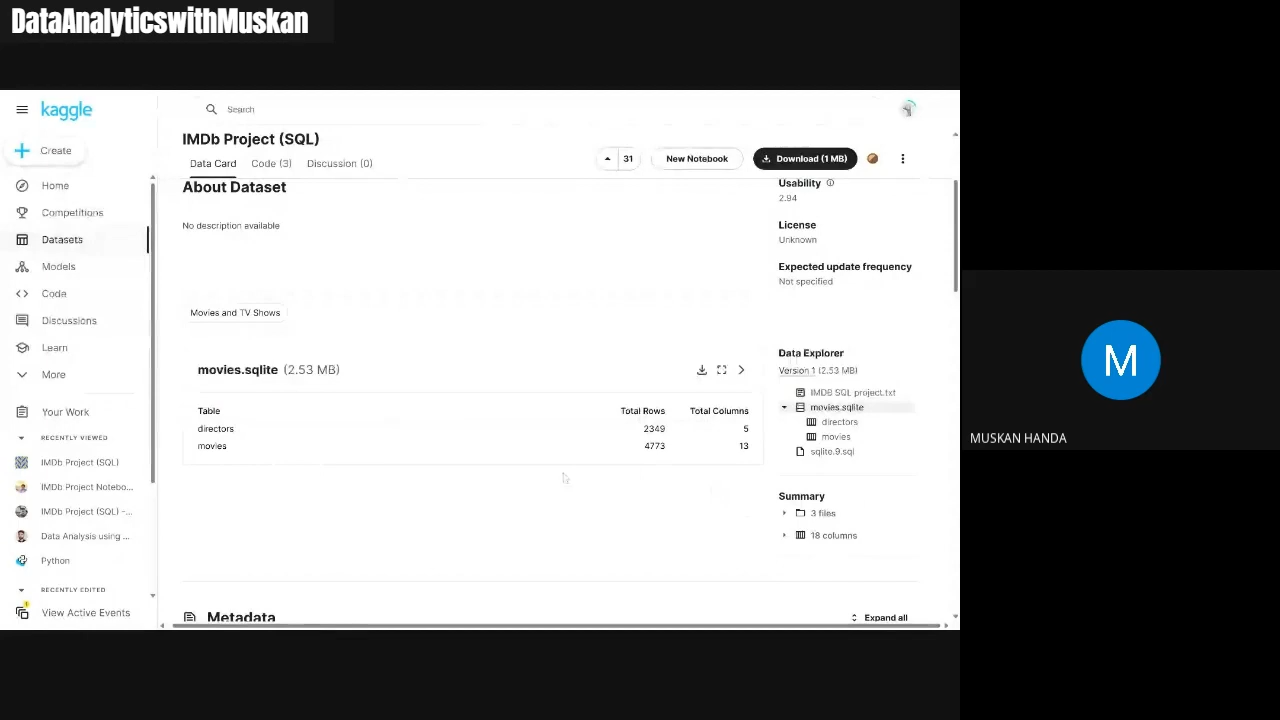 DataAnalyticswithMuskan
kaggle
Search
Create
Home
Competitions
Datasets
Models
Code
Discussions
Learn
More
Your Work
RECENTLY VIEWED
IMDb Project (SQL)
IMDb Project Notebo...
IMDb Project (SQL) -...
Data Analysis using ...
Python
RECENTLY EDITED
View Active Events
IMDb Project (SQL)
Data Card Code (3) Discussion (0)
31
New Notebook
Download (1 MB)
About Dataset
No description available
Movies and TV Shows
movies.sqlite (2.53 MB)
Table Total Rows Total Columns
directors 2349 5
movies 4773 13
Usability
2.94
License
Unknown
Expected update frequency
Not specified
Data Explorer
Version 1 (2.53 MB)
IMDB SQL project.txt
movies.sqlite
directors
movies
sqlite.9.sql
Summary
3 files
18 columns
Metadata
Expand all
M
MUSKAN HANDA